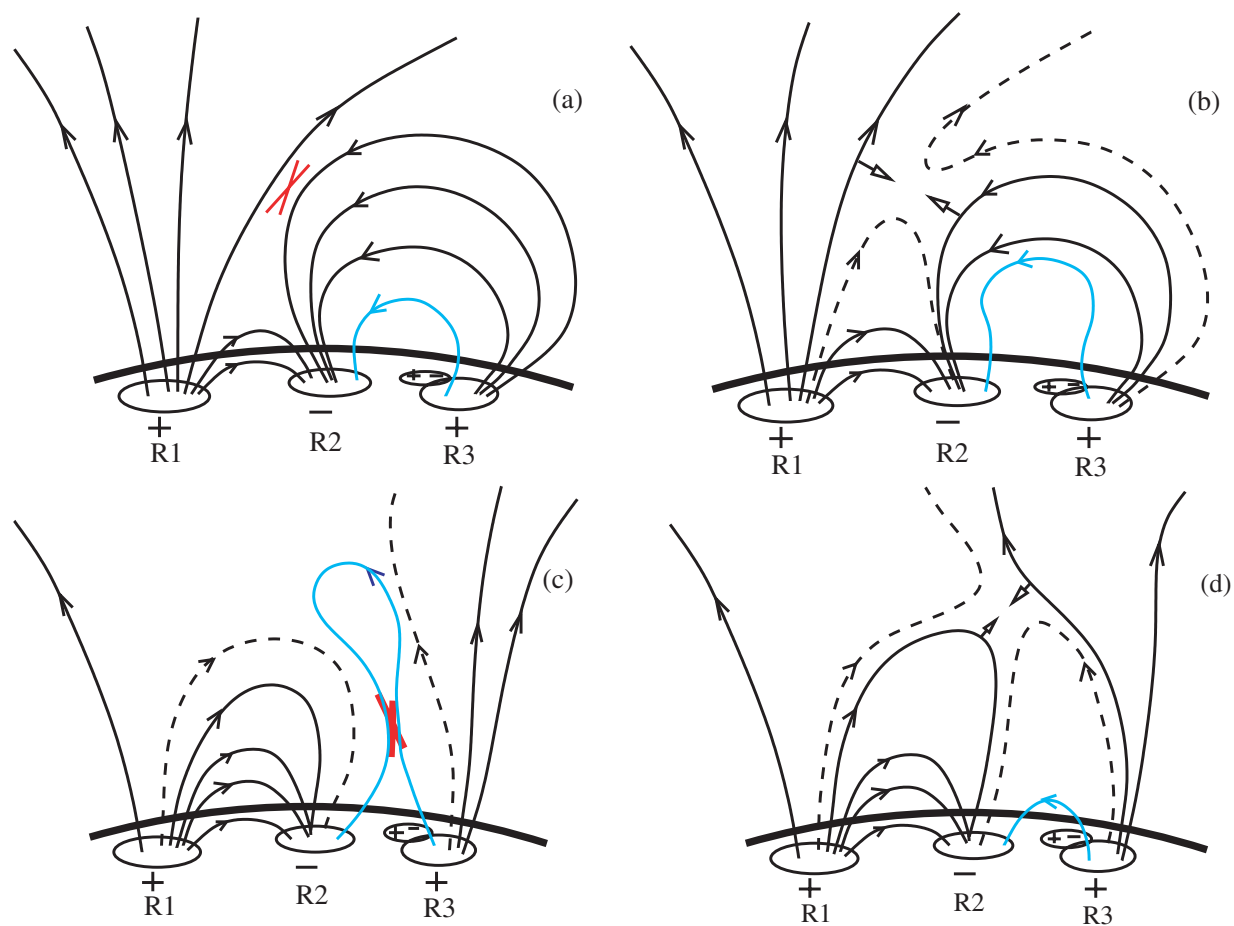 (a)
+ -
+ − +
R1 R2 R3
(b)
+ -
+ − +
R1 R2 R3
(c)
+ -
+ − +
R1 R2 R3
(d)
+ -
+ − +
R1 R2 R3